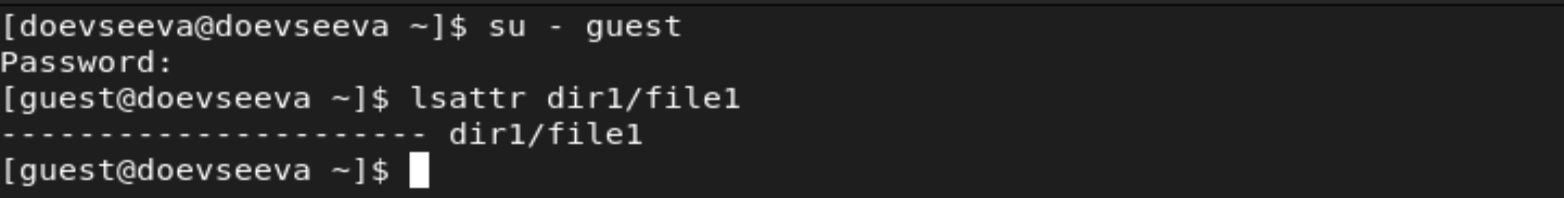 [doevseeva@doevseeva ~]$ su - guest
Password:
[guest@doevseeva ~]$ lsattr dir1/file1
---------------------- dir1/file1
[guest@doevseeva ~]$